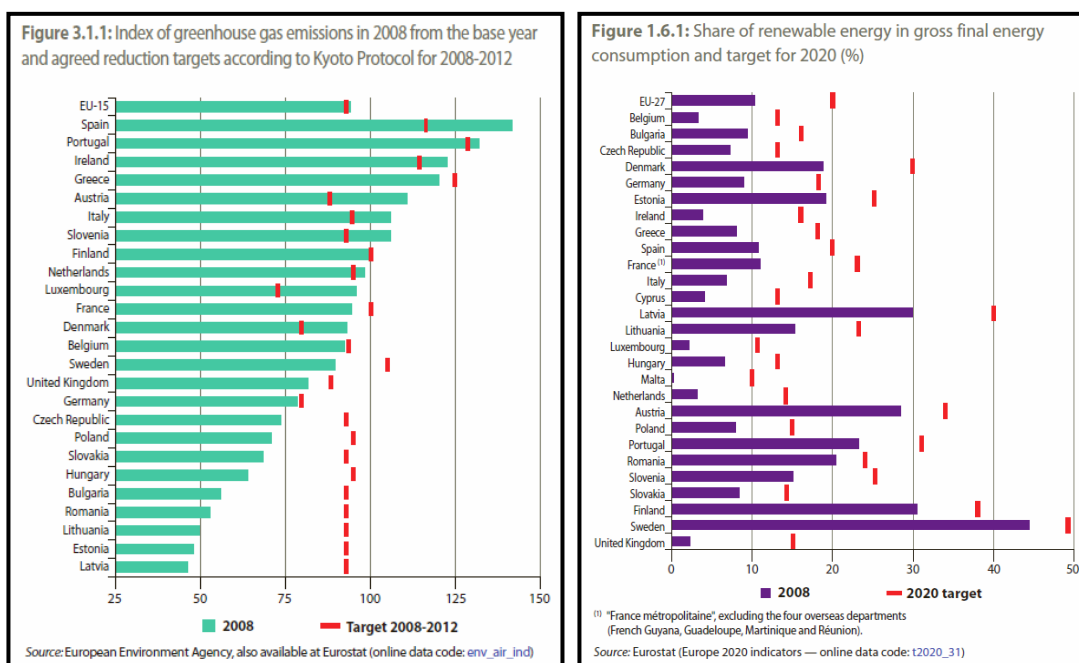 Figure 3.1.1: Index of greenhouse gas emissions in 2008 from the base year
and agreed reduction targets according to Kyoto Protocol for 2008-2012
EU-15
Spain
Portugal
Ireland
Greece
Austria
Italy
Slovenia
Finland
Netherlands
Luxembourg
France
Denmark
Belgium
Sweden
United Kingdom
Germany
Czech Republic
Poland
Slovakia
Hungary
Bulgaria
Romania
Lithuania
Estonia
Latvia
25 50 75 100 125 150
2008 Target 2008-2012
Source: European Environment Agency, also available at Eurostat (online data code: env_air_ind)
Figure 1.6.1: Share of renewable energy in gross final energy
consumption and target for 2020 (%)
EU-27
Belgium
Bulgaria
Czech Republic
Denmark
Germany
Estonia
Ireland
Greece
Spain
France (1)
Italy
Cyprus
Latvia
Lithuania
Luxembourg
Hungary
Malta
Netherlands
Austria
Poland
Portugal
Romania
Slovenia
Slovakia
Finland
Sweden
United Kingdom
0 10 20 30 40 50
2008 2020 target
(1) "France métropolitaine", excluding the four overseas departments
(French Guyana, Guadeloupe, Martinique and Réunion).
Source: Eurostat (Europe 2020 indicators — online data code: t2020_31)